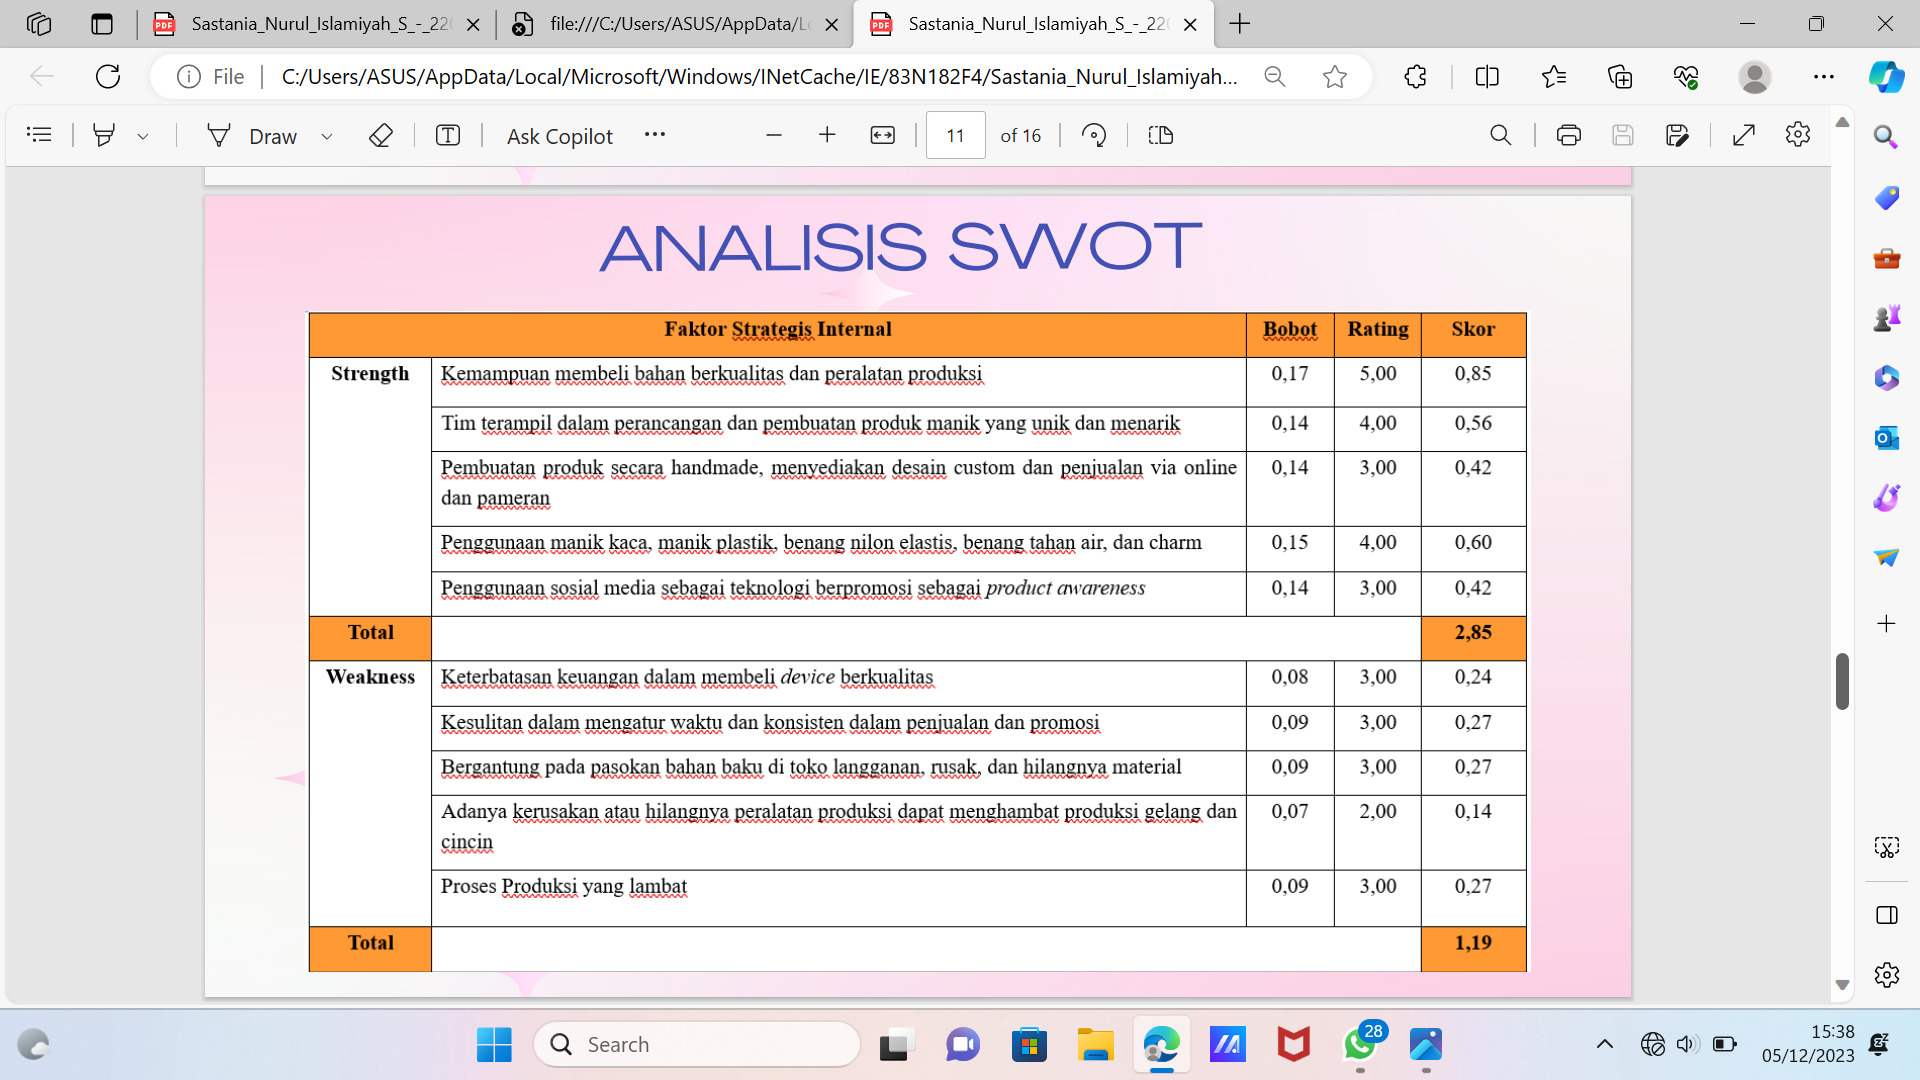 Sastania_Nurul_Islamiyah_S_-_22
file:///C:/Users/ASUS/AppData/L
Sastania_Nurul_Islamiyah_S_-_22
File
C:/Users/ASUS/AppData/Local/Microsoft/Windows/INetCache/IE/83N182F4/Sastania_Nurul_Islamiyah...
Draw
Ask Copilot
11 of 16
ANALISIS SWOT
Faktor Strategis Internal Bobot Rating Skor
Strength Kemampuan membeli bahan berkualitas dan peralatan produksi 0,17 5,00 0,85
Tim terampil dalam perancangan dan pembuatan produk manik yang unik dan menarik 0,14 4,00 0,56
Pembuatan produk secara handmade, menyediakan desain custom dan penjualan via online 0,14 3,00 0,42
dan pameran
Penggunaan manik kaca, manik plastik, benang nilon elastis, benang tahan air, dan charm 0,15 4,00 0,60
Penggunaan sosial media sebagai teknologi berpromosi sebagai product awareness 0,14 3,00 0,42
Total 2,85
Weakness Keterbatasan keuangan dalam membeli device berkualitas 0,08 3,00 0,24
Kesulitan dalam mengatur waktu dan konsisten dalam penjualan dan promosi 0,09 3,00 0,27
Bergantung pada pasokan bahan baku di toko langganan, rusak, dan hilangnya material 0,09 3,00 0,27
Adanya kerusakan atau hilangnya peralatan produksi dapat menghambat produksi gelang dan 0,07 2,00 0,14
cincin
Proses Produksi yang lambat 0,09 3,00 0,27
Total 1,19
Search
28
15:38
05/12/2023